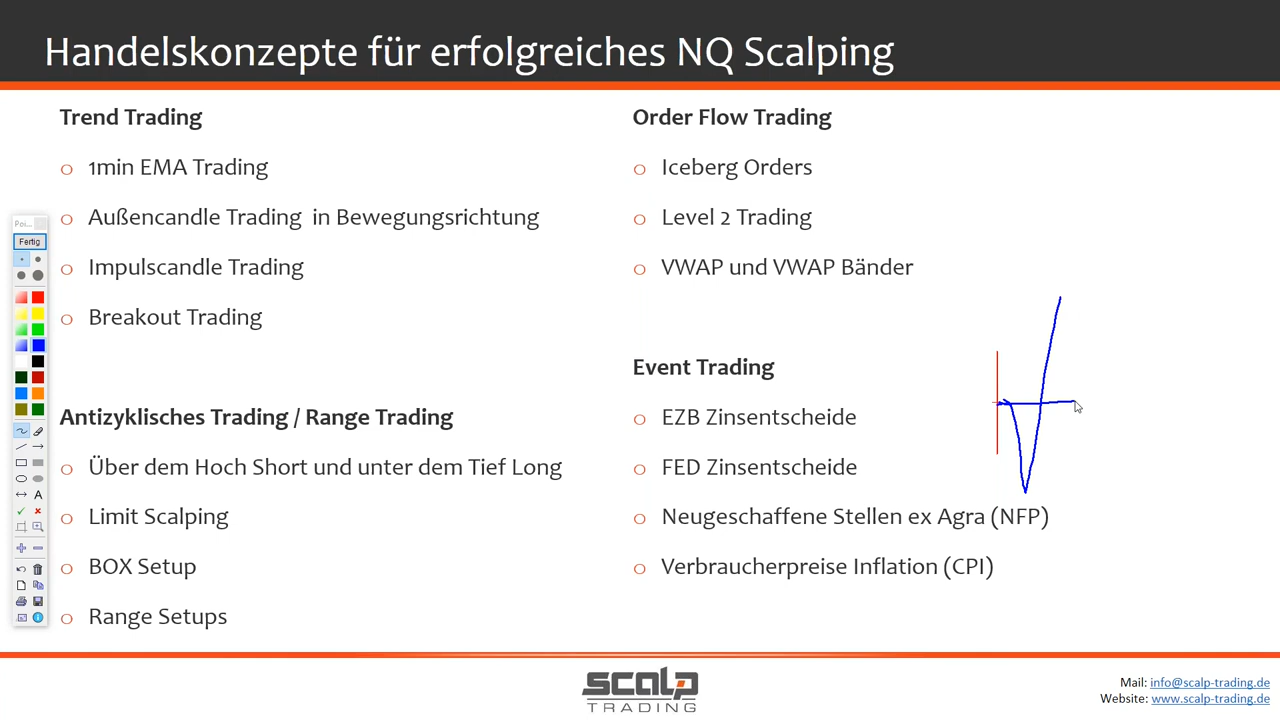 Handelskonzepte für erfolgreiches NQ Scalping
Trend Trading
o 1min EMA Trading
o Außencandle Trading in Bewegungsrichtung
o Impulscandle Trading
o Breakout Trading
Antizyklisches Trading / Range Trading
o Über dem Hoch Short und unter dem Tief Long
o Limit Scalping
o BOX Setup
o Range Setups
Order Flow Trading
o Iceberg Orders
o Level 2 Trading
o VWAP und VWAP Bänder
Event Trading
o EZB Zinsentscheide
o FED Zinsentscheide
o Neugeschaffene Stellen ex Agra (NFP)
o Verbraucherpreise Inflation (CPI)
Poi...
Fertig
A
SCALP
TRADING
Mail: info@scalp-trading.de
Website: www.scalp-trading.de